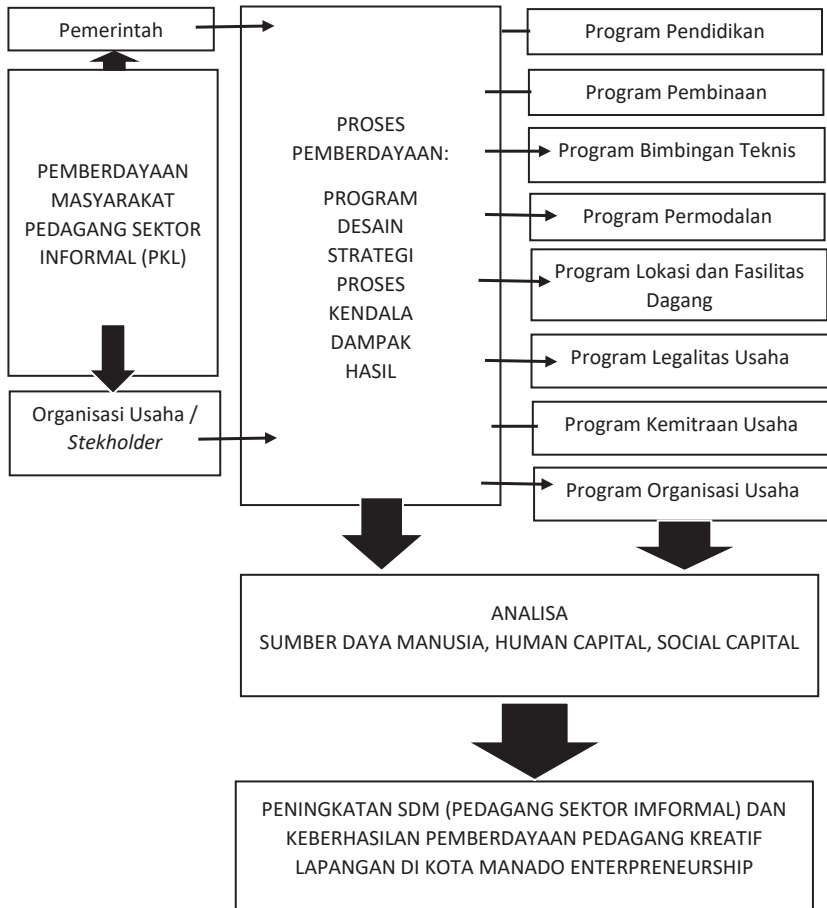 Pemerintah
PEMBERDAYAAN
MASYARAKAT
PEDAGANG SEKTOR
INFORMAL (PKL)
Organisasi Usaha /
Stekholder
PROSES
PEMBERDAYAAN:
PROGRAM
DESAIN
STRATEGI
PROSES
KENDALA
DAMPAK
HASIL
Program Pendidikan
Program Pembinaan
Program Bimbingan Teknis
Program Permodalan
Program Lokasi dan Fasilitas
Dagang
Program Legalitas Usaha
Program Kemitraan Usaha
Program Organisasi Usaha
ANALISA
SUMBER DAYA MANUSIA, HUMAN CAPITAL, SOCIAL CAPITAL
PENINGKATAN SDM (PEDAGANG SEKTOR IMFORMAL) DAN
KEBERHASILAN PEMBERDAYAAN PEDAGANG KREATIF
LAPANGAN DI KOTA MANADO ENTERPRENEURSHIP